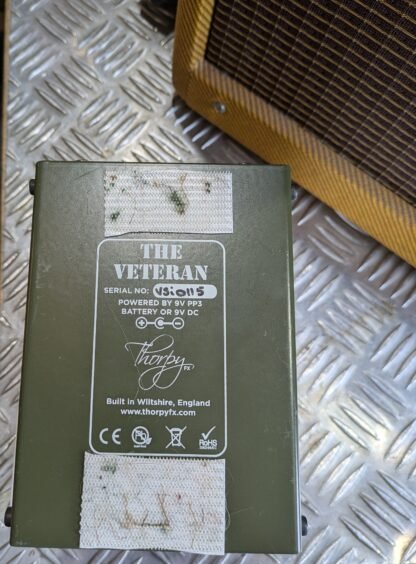 THE
VETERAN
SERIAL NO: VSi0115
POWERED BY 9V PP3
BATTERY OR 9V DC
+ -
Thorpy FX
Built in Wiltshire, England
www.thorpyfx.com
CE RoHS